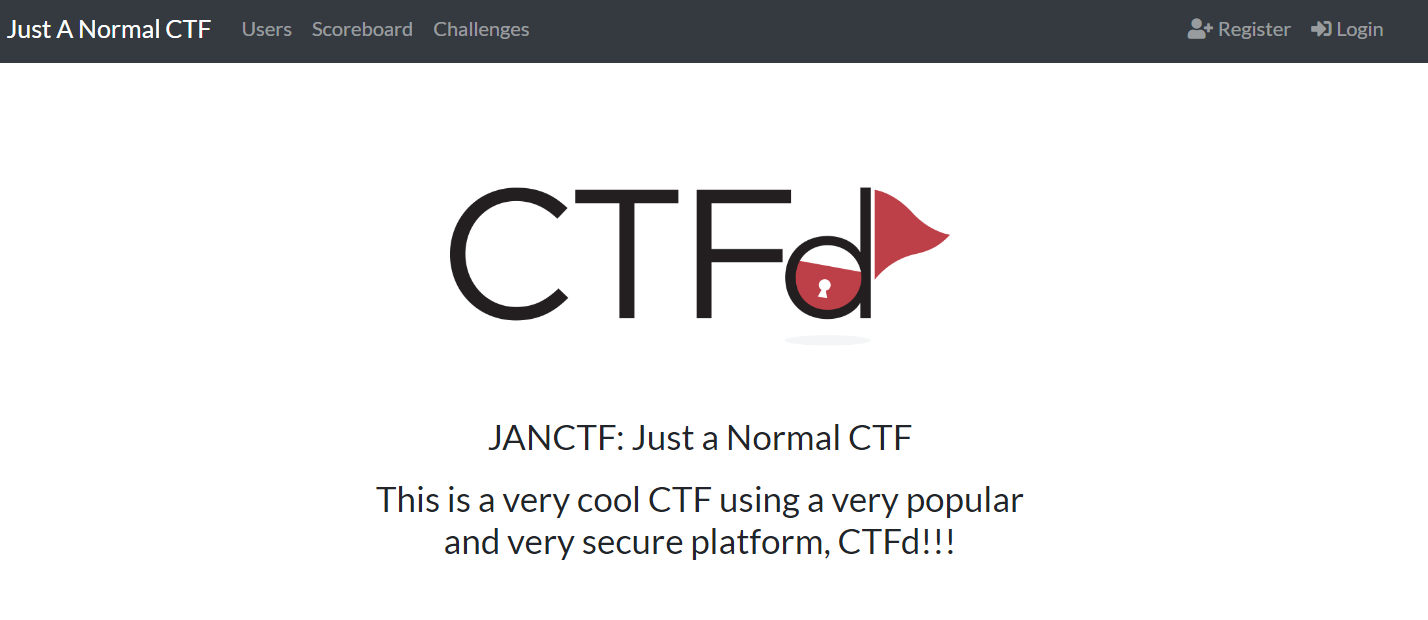 Just A Normal CTF Users Scoreboard Challenges Register Login
CTFd
JANCTF: Just a Normal CTF
This is a very cool CTF using a very popular
and very secure platform, CTFd!!!